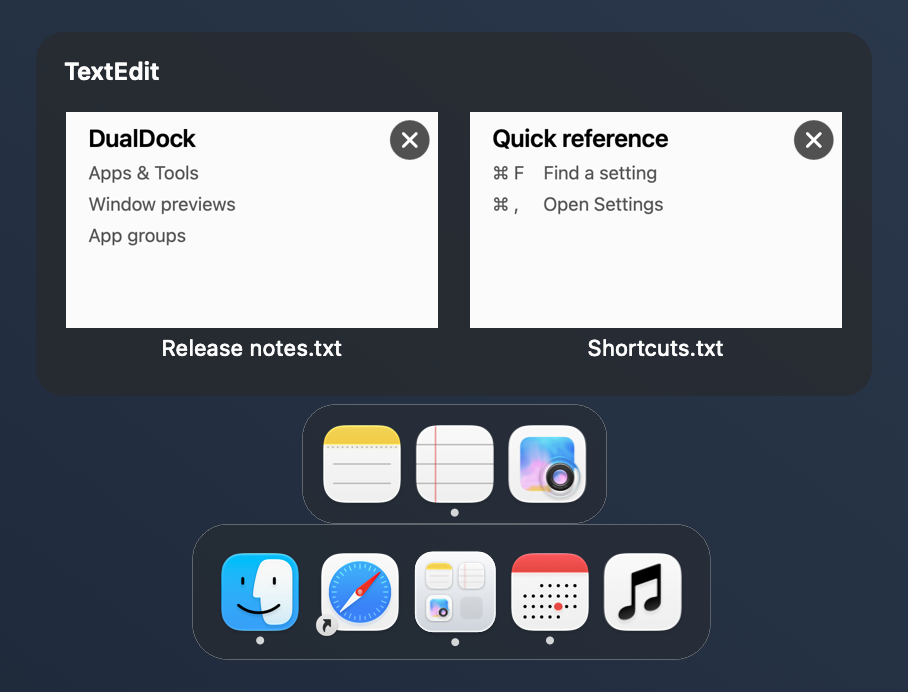 TextEdit
DualDock
Apps & Tools
Window previews
App groups
Release notes.txt
Quick reference
⌘ F Find a setting
⌘ , Open Settings
Shortcuts.txt